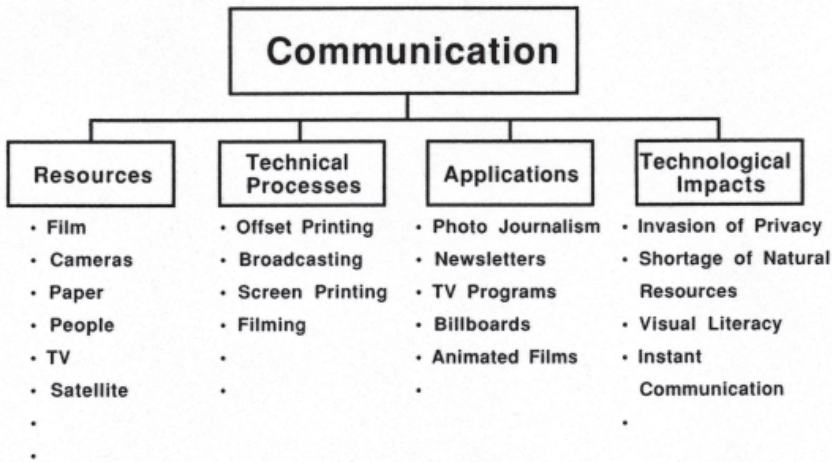 Communication
Resources
Technical
Processes
Applications
Technological
Impacts
· Film
· Cameras
· Paper
· People
· TV
· Satellite
·
·
· Offset Printing
· Broadcasting
· Screen Printing
· Filming
·
·
· Photo Journalism
· Newsletters
· TV Programs
· Billboards
· Animated Films
·
· Invasion of Privacy
· Shortage of Natural
Resources
· Visual Literacy
· Instant
Communication
·